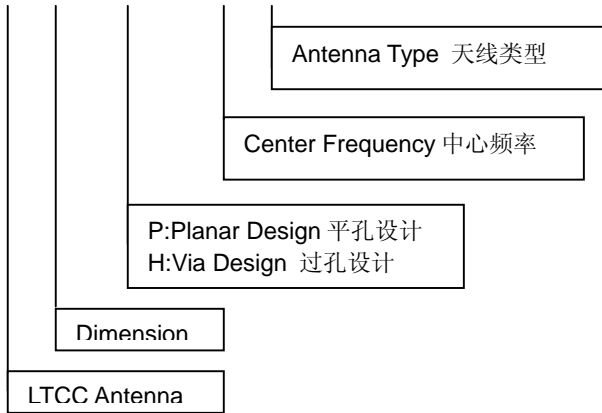 Antenna Type 天线类型
Center Frequency 中心频率
P:Planar Design 平孔设计
H:Via Design 过孔设计
Dimension
LTCC Antenna